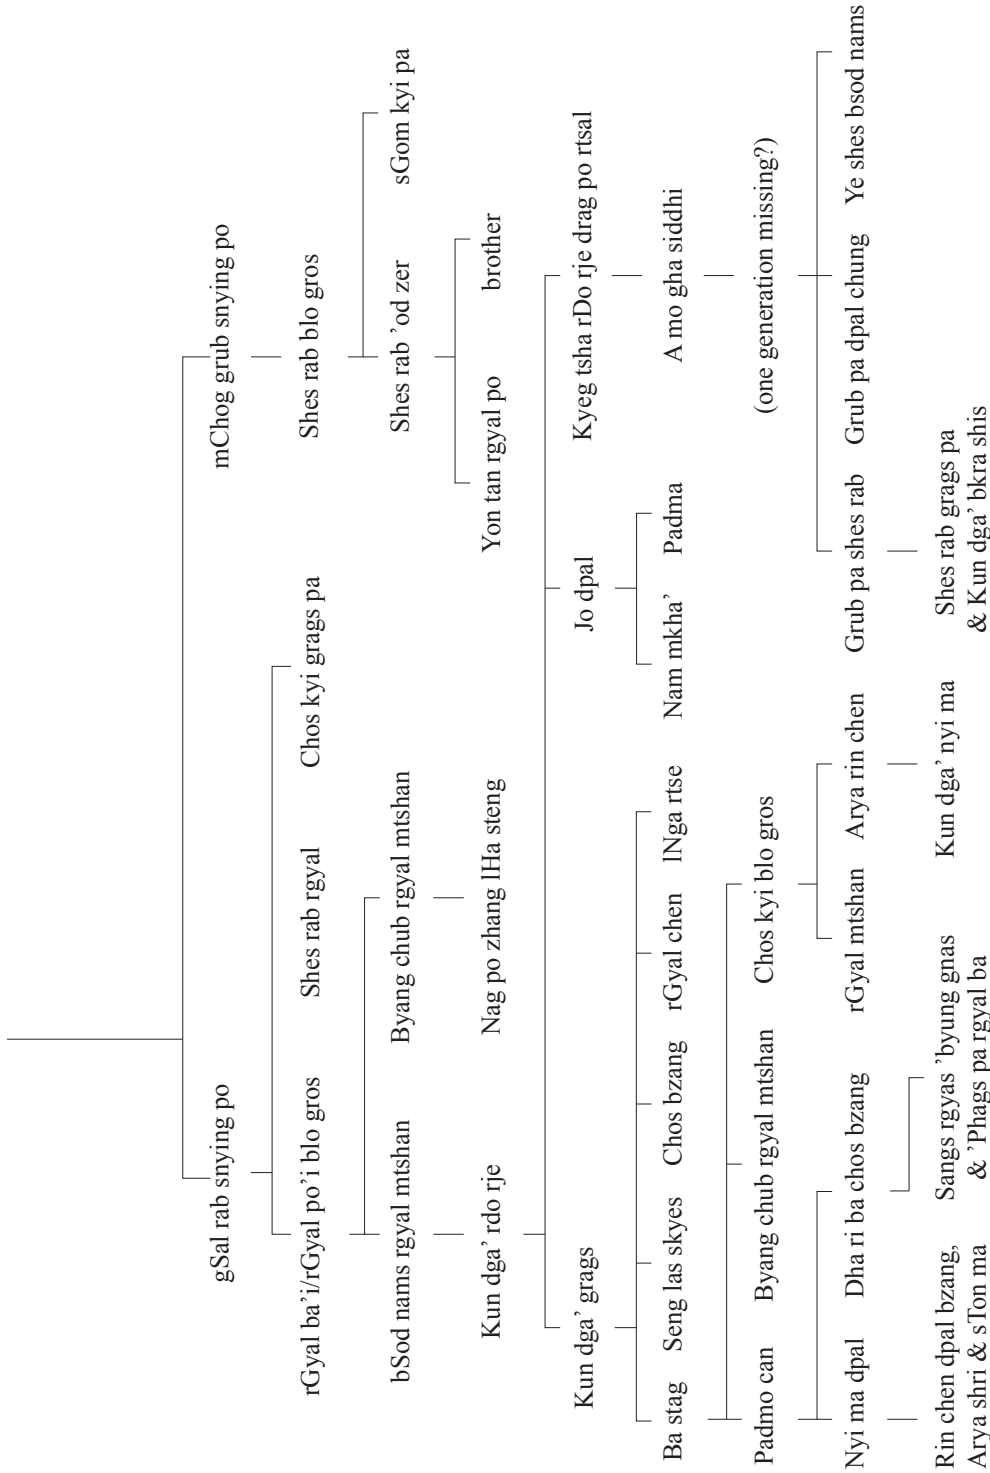 gSal rab snying po
mChog grub snying po
rGyal ba’i/rGyal po’i blo gros
Shes rab rgyal
Chos kyi grags pa
Shes rab blo gros
bSod nams rgyal mtshan
Byang chub rgyal mtshan
Shes rab ’od zer
sGom kyi pa
Kun dga’ rdo rje
Nag po zhang lHa steng
Yon tan rgyal po
brother
Kun dga’ grags
Jo dpal
Kyeg tsha rDo rje drag po rtsal
Ba stag
Seng las skyes
Chos bzang
rGyal chen
lNga rtse
Nam mkha’
Padma
A mo gha siddhi
Padmo can
Byang chub rgyal mtshan
Chos kyi blo gros
(one generation missing?)
Nyi ma dpal
Dha ri ba chos bzang
rGyal mtshan
Arya rin chen
Grub pa shes rab
Grub pa dpal chung
Ye shes bsod nams
Rin chen dpal bzang,
Arya shri & sTon ma
Sangs rgyas ’byung gnas
& ’Phags pa rgyal ba
Kun dga’ nyi ma
Shes rab grags pa
& Kun dga’ bkra shis